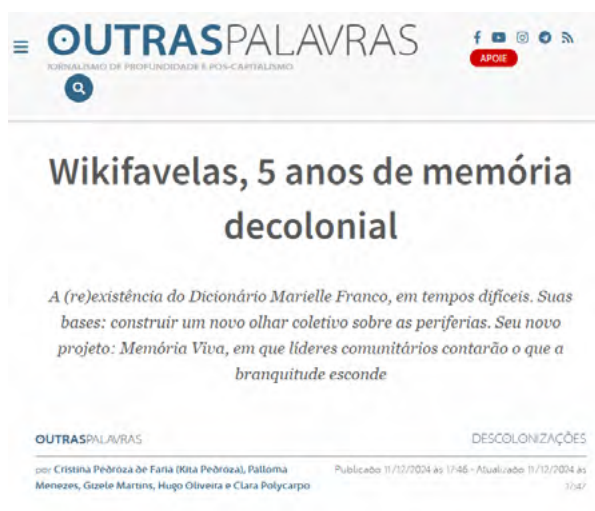 OUTRASPALAVRAS
JORNALISMO DE PROFUNDIDADE E PÓS-CAPITALISMO
APOIE
Wikifavelas, 5 anos de memória
decolonial
A (re)existência do Dicionário Marielle Franco, em tempos difíceis. Suas
bases: construir um novo olhar coletivo sobre as periferias. Seu novo
projeto: Memória Viva, em que líderes comunitários contarão o que a
branquitude esconde
OUTRASPALAVRAS
DESCOLONIZAÇÕES
por Cristina Pedroza de Faria (Kita Pedroza), Palloma
Menezes, Gizele Martins, Hugo Oliveira e Clara Polycarpo
Publicado 11/12/2024 às 17:46 - Atualizado 11/12/2024 às
17:47